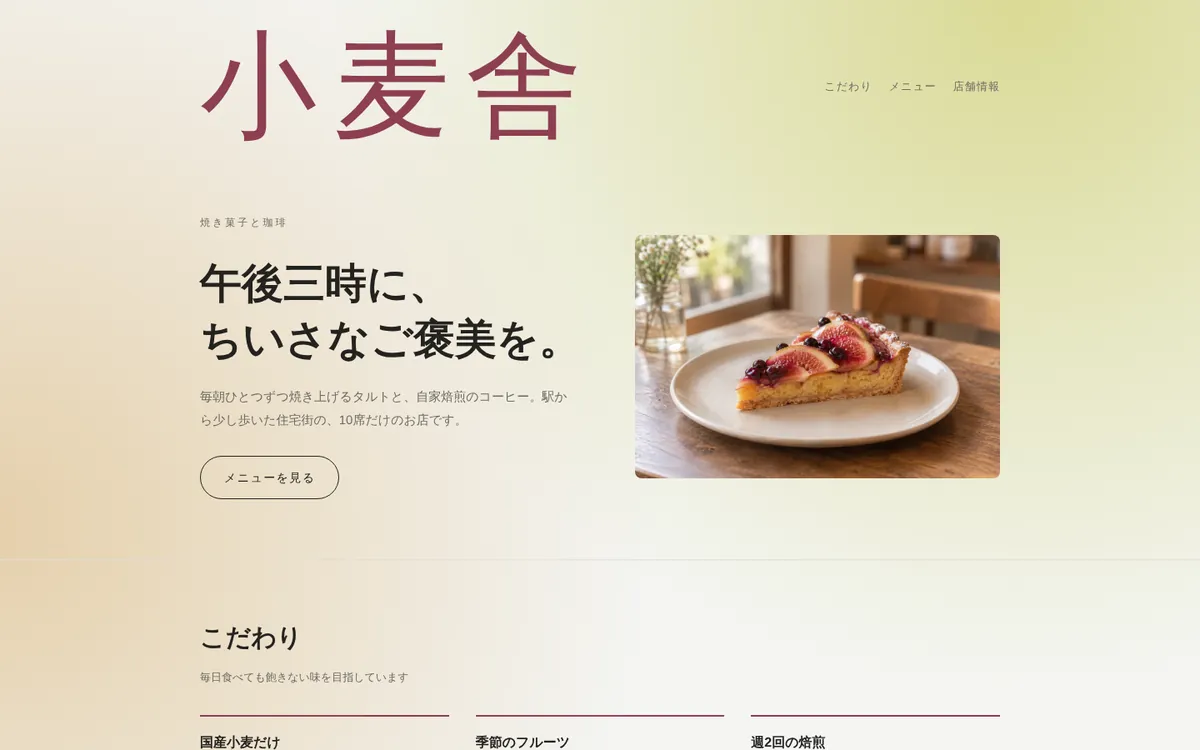 小麦舎
こだわり メニュー 店舗情報
焼き菓子と珈琲
午後三時に、
ちいさなご褒美を。
毎朝ひとつずつ焼き上げるタルトと、自家焙煎のコーヒー。駅か
ら少し歩いた住宅街の、10席だけのお店です。
メニューを見る
こだわり
毎日食べても飽きない味を目指しています
国産小麦だけ
季節のフルーツ
週2回の焙煎